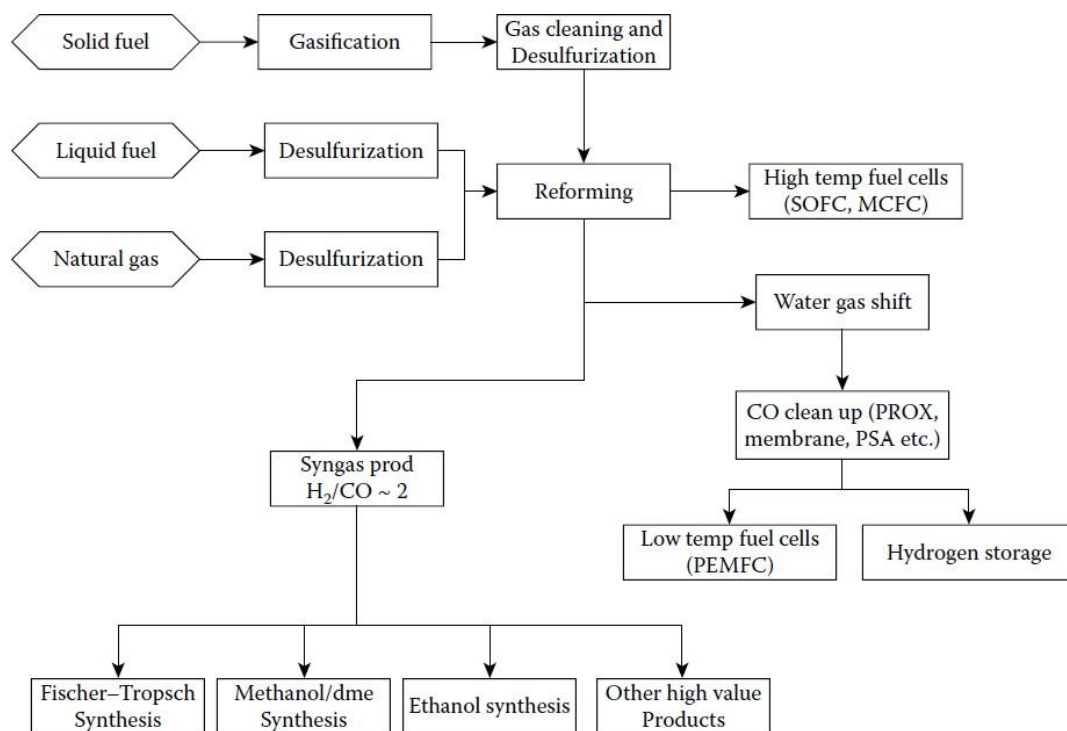 Solid fuel
Gasification
Gas cleaning and
Desulfurization
Liquid fuel
Desulfurization
Reforming
High temp fuel cells
(SOFC, MCFC)
Natural gas
Desulfurization
Water gas shift
CO clean up (PROX,
membrane, PSA etc.)
Syngas prod
H₂/CO ~ 2
Low temp fuel cells
(PEMFC)
Hydrogen storage
Fischer–Tropsch
Synthesis
Methanol/dme
Synthesis
Ethanol synthesis
Other high value
Products